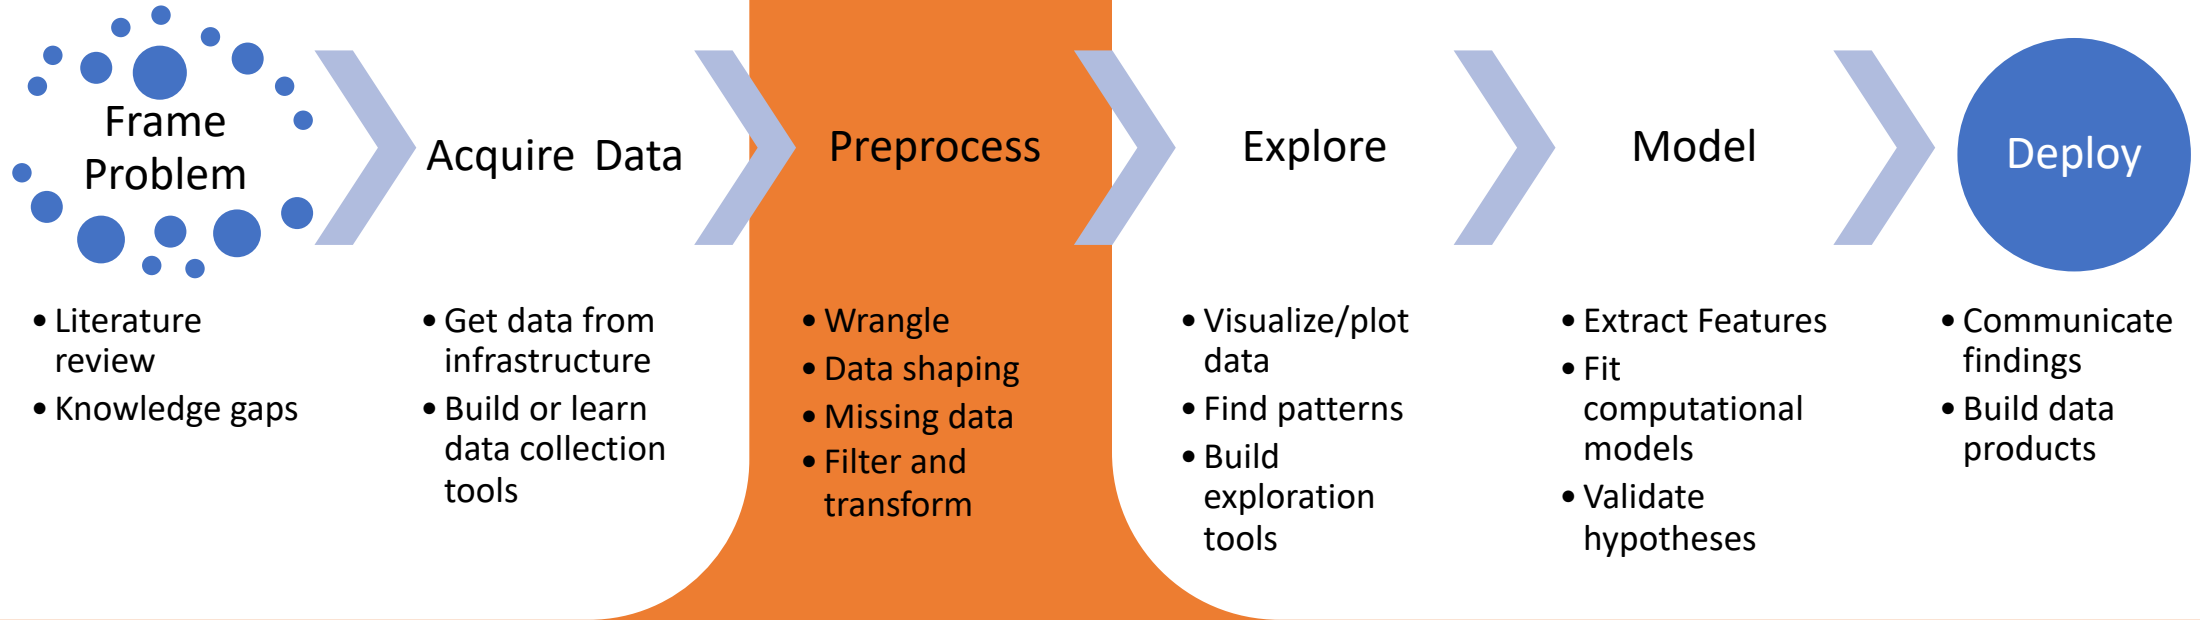 Frame
Problem
Acquire Data
Preprocess
Explore
Model
Deploy
• Literature
review
• Knowledge gaps
• Get data from
infrastructure
• Build or learn
data collection
tools
• Wrangle
• Data shaping
• Missing data
• Filter and
transform
• Visualize/plot
data
• Find patterns
• Build
exploration
tools
• Extract Features
• Fit
computational
models
• Validate
hypotheses
• Communicate
findings
• Build data
products